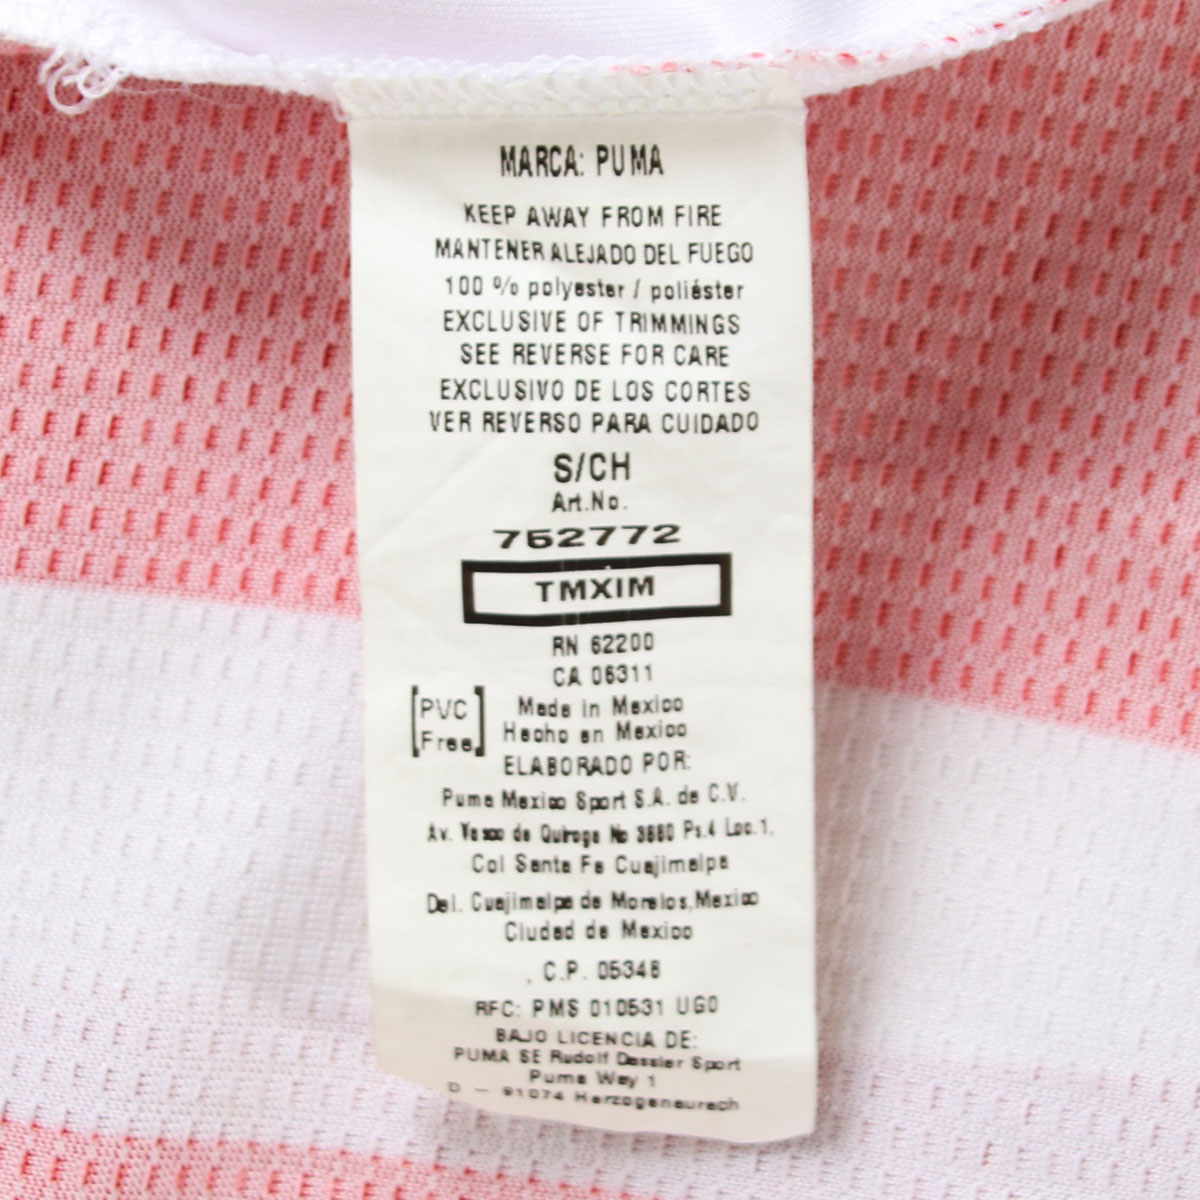 MARCA: PUMA
KEEP AWAY FROM FIRE
MANTENER ALEJADO DEL FUEGO
100 % polyester / poliéster
EXCLUSIVE OF TRIMMINGS
SEE REVERSE FOR CARE
EXCLUSIVO DE LOS CORTES
VER REVERSO PARA CUIDADO
S/CH
Art.No.
752772
TMXIM
RN 62200
CA 06311
PVC Free
Made in Mexico
Hecho en Mexico
ELABORADO POR:
Puma Mexico Sport S.A. de C.V.
Av. Vasco de Quiroga No 3880 Ps.4 Loc.1,
Col Santa Fe Cuajimalpa
Del. Cuajimalpa de Morelos,Mexico
Ciudad de Mexico
, C.P. 05348
RFC: PMS 010531 UG0
BAJO LICENCIA DE:
PUMA SE Rudolf Dassler Sport
Puma Way 1
D - 91074 Herzogenaurach